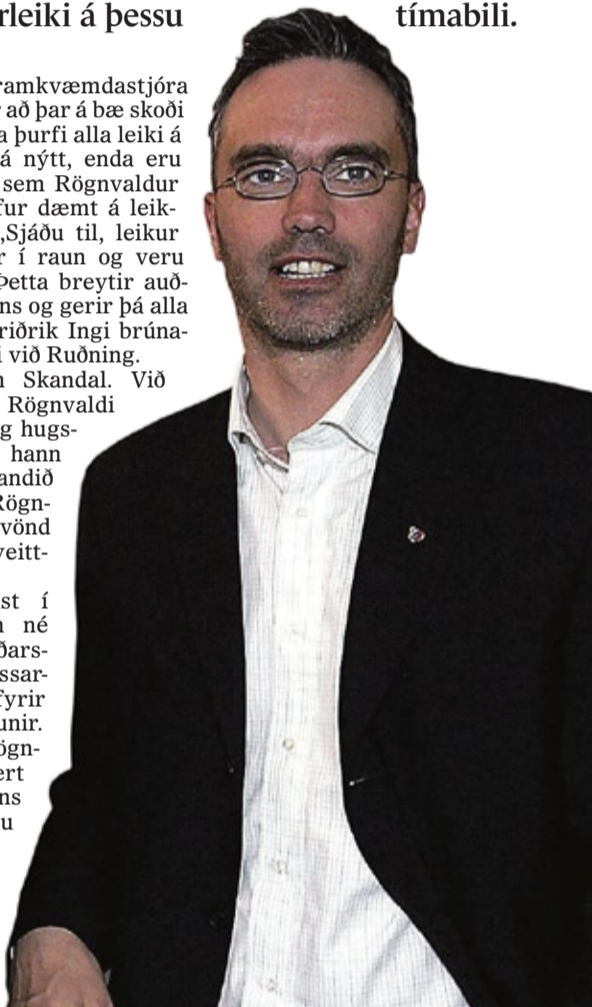 rleiki á þessu tímabili.
ramkvæmdastjóra
r að þar á bæ skoði
a þurfi alla leiki á
á nýtt, enda eru
sem Rögnvaldur
fur dæmt á leik-
„Sjáðu til, leikur
r í raun og veru
Þetta breytir auð-
ns og gerir þá alla
riðrik Ingi brúna-
i við Ruðning.
n Skandal. Við
Rögnvaldi
g hugs-
hann
andið
Rögn-
vönd
veitt-
st í
n né
ðars-
ssar-
fyrir
unir.
ögn-
ert
ns
u